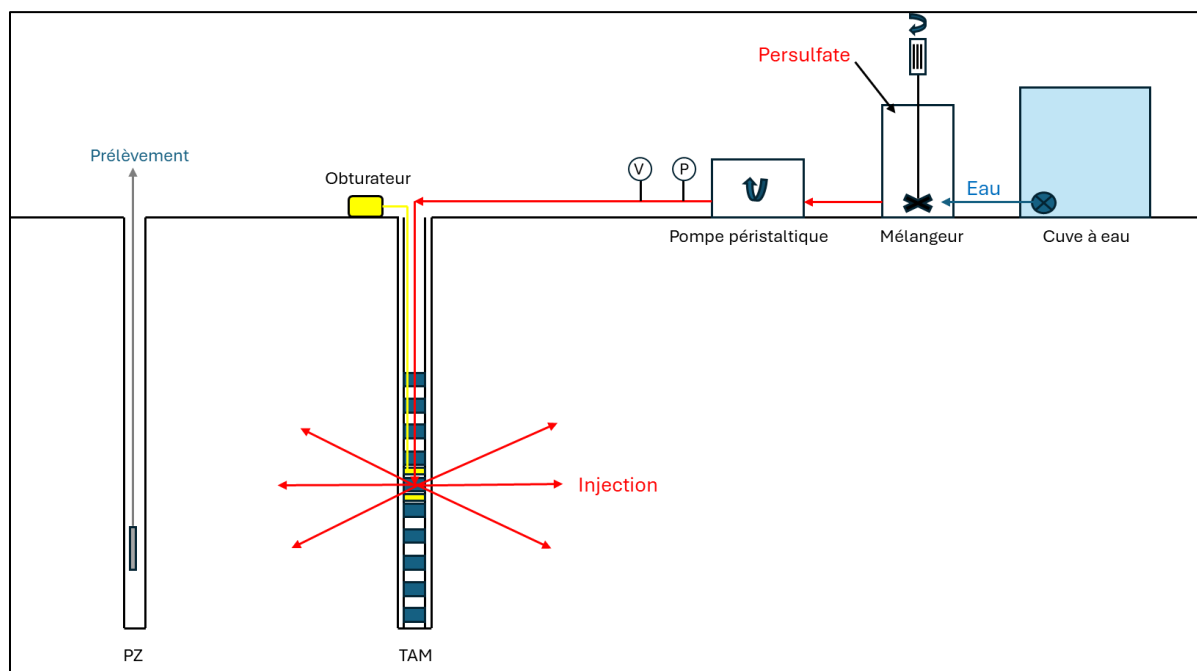 Persulfate
Prélèvement
Obturateur
V
P
Eau
Pompe péristaltique
Mélangeur
Cuve à eau
Injection
PZ
TAM